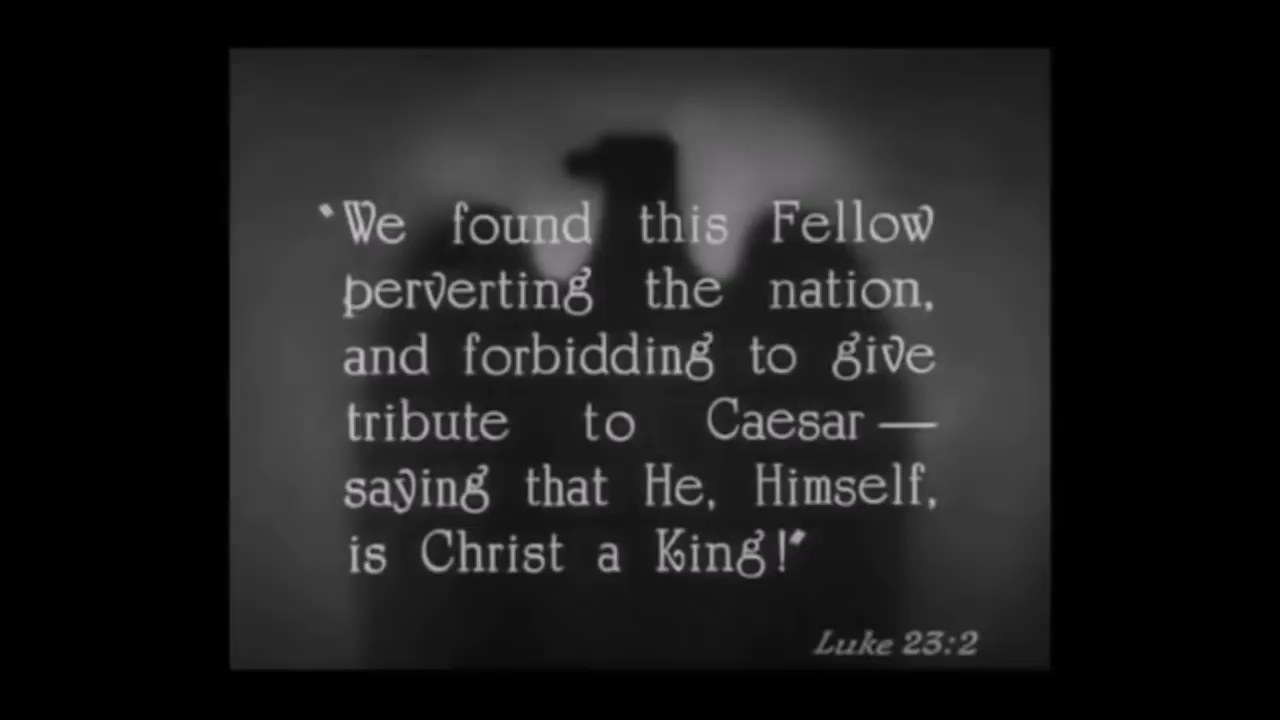 "We found this Fellow
perverting the nation,
and forbidding to give
tribute to Caesar —
saying that He, Himself,
is Christ a King!"
Luke 23:2